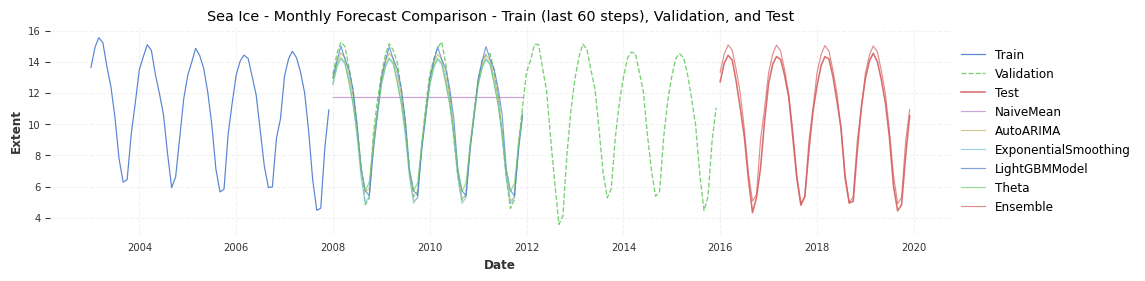 Sea Ice - Monthly Forecast Comparison - Train (last 60 steps), Validation, and Test
16
14
12
10
8
6
4
Extent
2004
2006
2008
2010
2012
2014
2016
2018
2020
Date
Train
Validation
Test
NaiveMean
AutoARIMA
ExponentialSmoothing
LightGBMModel
Theta
Ensemble